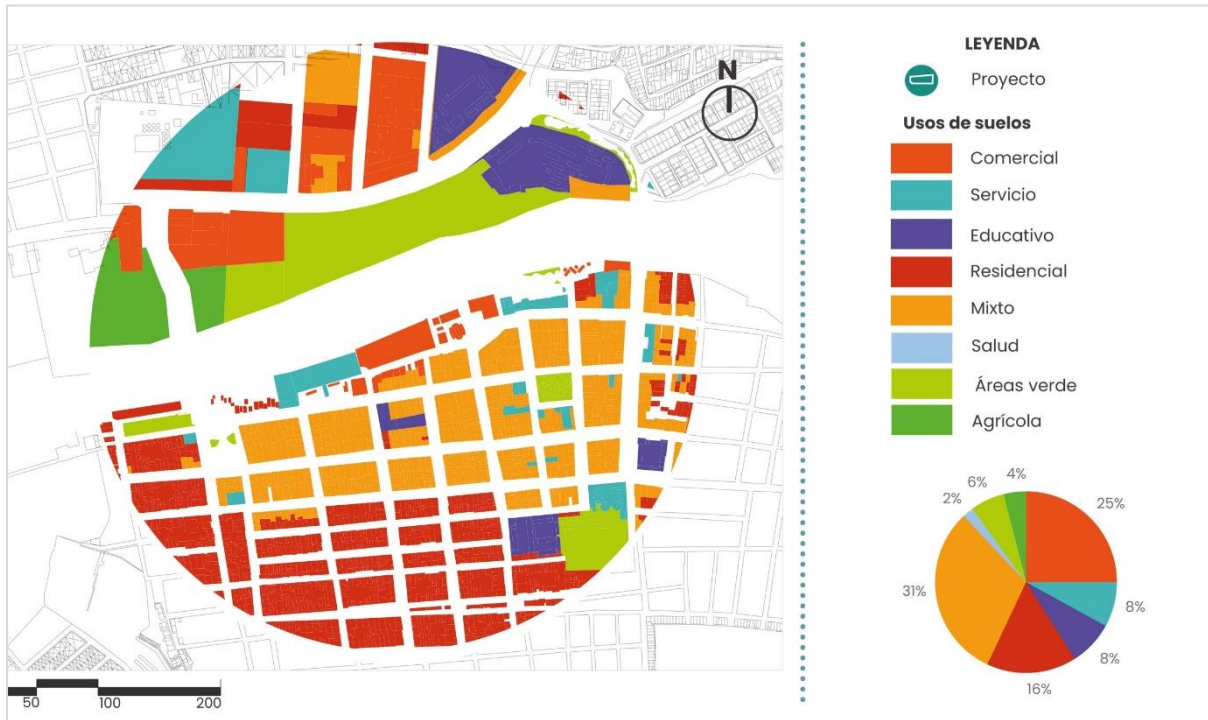 N
50
100
200
LEYENDA
Proyecto
Usos de suelos
Comercial
Servicio
Educativo
Residencial
Mixto
Salud
Áreas verde
Agrícola
4%
6%
2%
25%
31%
8%
8%
16%